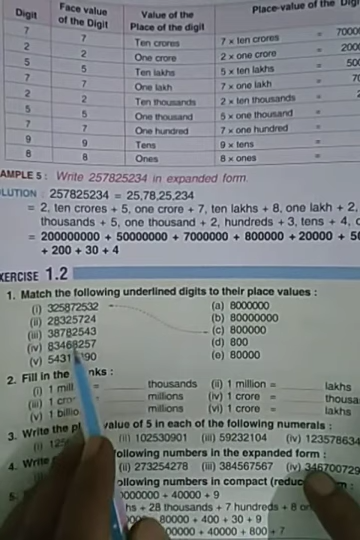 Digit Face value of the Digit Value of the Place of the digit Place-value of the Digit
7 7 Ten crores 7 × ten crores =
2 2 One crore 2 × one crore =
5 5 Ten lakhs 5 × ten lakhs =
7 7 One lakh 7 × one lakh =
2 2 Ten thousands 2 × ten thousands =
5 5 One thousand 5 × one thousand =
7 7 One hundred 7 × one hundred =
9 9 Tens 9 × tens =
8 8 Ones 8 × ones =
AMPLE 5 : Write 257825234 in expanded form.
LUTION : 257825234 = 25,78,25,234
= 2, ten crores + 5, one crore + 7, ten lakhs + 8, one lakh + 2,
thousands + 5, one thousand + 2, hundreds + 3, tens + 4,
= 200000000 + 50000000 + 7000000 + 800000 + 20000 +
+ 200 + 30 + 4
XERCISE 1.2
1. Match the following underlined digits to their place values :
(i) 325872532 (a) 8000000
(ii) 28325724 (b) 80000000
(iii) 38782543 (c) 800000
(iv) 83468257 (d) 800
(v) (e) 80000
2. Fill in the
(i) 1 = thousands (ii) 1 million = lakhs
(iii) 1 millions (iv) 1 crore =
(v) 1 millions (vi) 1 crore = lakhs
3. Write the value of 5 in each of the following numerals :
(ii) 102530901 (iii) 59232104 (iv)
4. Write following numbers in the expanded form :
(ii) 273254278 (iii) 384567567 (iv)
5. following numbers in compact
+ 40000 + 9
+ 28 thousands + 7 hundreds + 8
80000 + 400 + 30 + 9
+ 40000 + 800 + 7